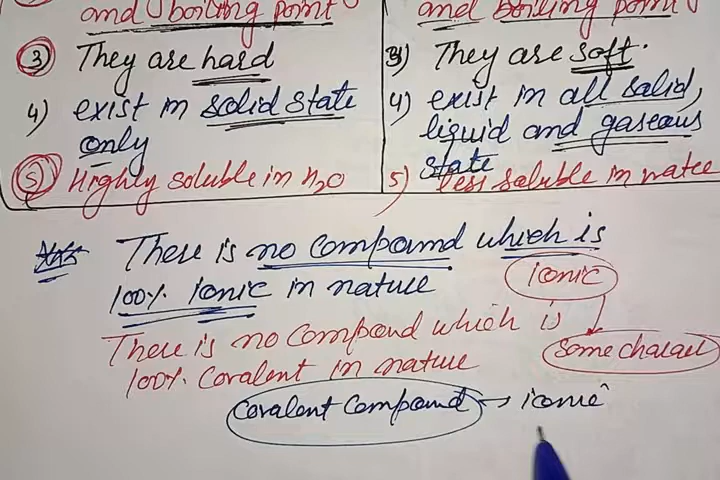 and boiling point
3) They are hard
4) exist in solid state
only
5) Highly soluble in H2O
and boiling point
3) They are soft.
4) exist in all solid,
liquid and gaseous
state
5) less soluble in water
There is no compound which is
100% ionic in nature
ionic
There is no compound which is
100% covalent in nature
some charact
covalent compound → ionic